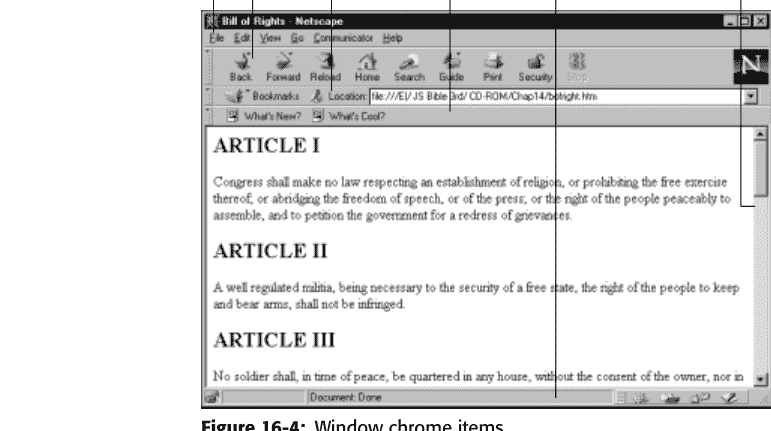 Bill of Rights - Netscape
File Edit View Go Communicator Help
Back Forward Reload Home Search Guide Print Security Stop
N
Bookmarks Location: file:///E|/JS Bible 3rd/ CD-ROM/Chap14/bofright.htm
What's New? What's Cool?
ARTICLE I
Congress shall make no law respecting an establishment of religion, or prohibiting the free exercise
thereof; or abridging the freedom of speech, or of the press; or the right of the people peaceably to
assemble, and to petition the government for a redress of grievances.
ARTICLE II
A well regulated militia, being necessary to the security of a free state, the right of the people to keep
and bear arms, shall not be infringed.
ARTICLE III
No soldier shall, in time of peace, be quartered in any house, without the consent of the owner, nor in
Document: Done
Figure 16-4: Window chrome items